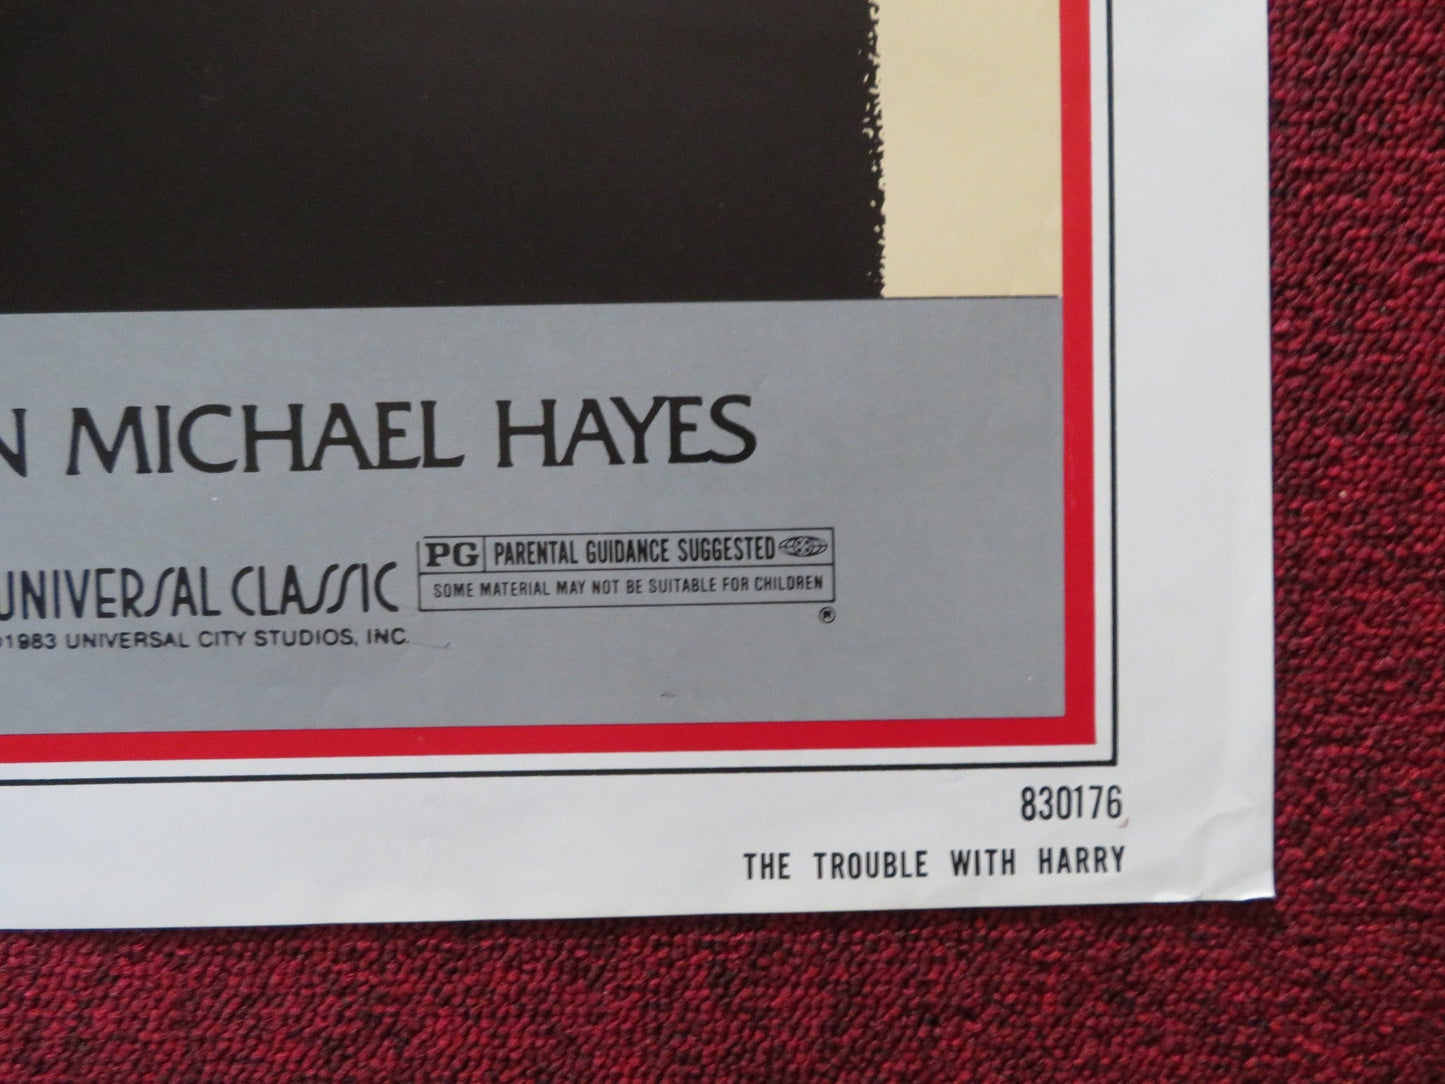 N MICHAEL HAYES
UNIVERSAL CLASSIC
PG PARENTAL GUIDANCE SUGGESTED
SOME MATERIAL MAY NOT BE SUITABLE FOR CHILDREN
®
©1983 UNIVERSAL CITY STUDIOS, INC.
830176
THE TROUBLE WITH HARRY